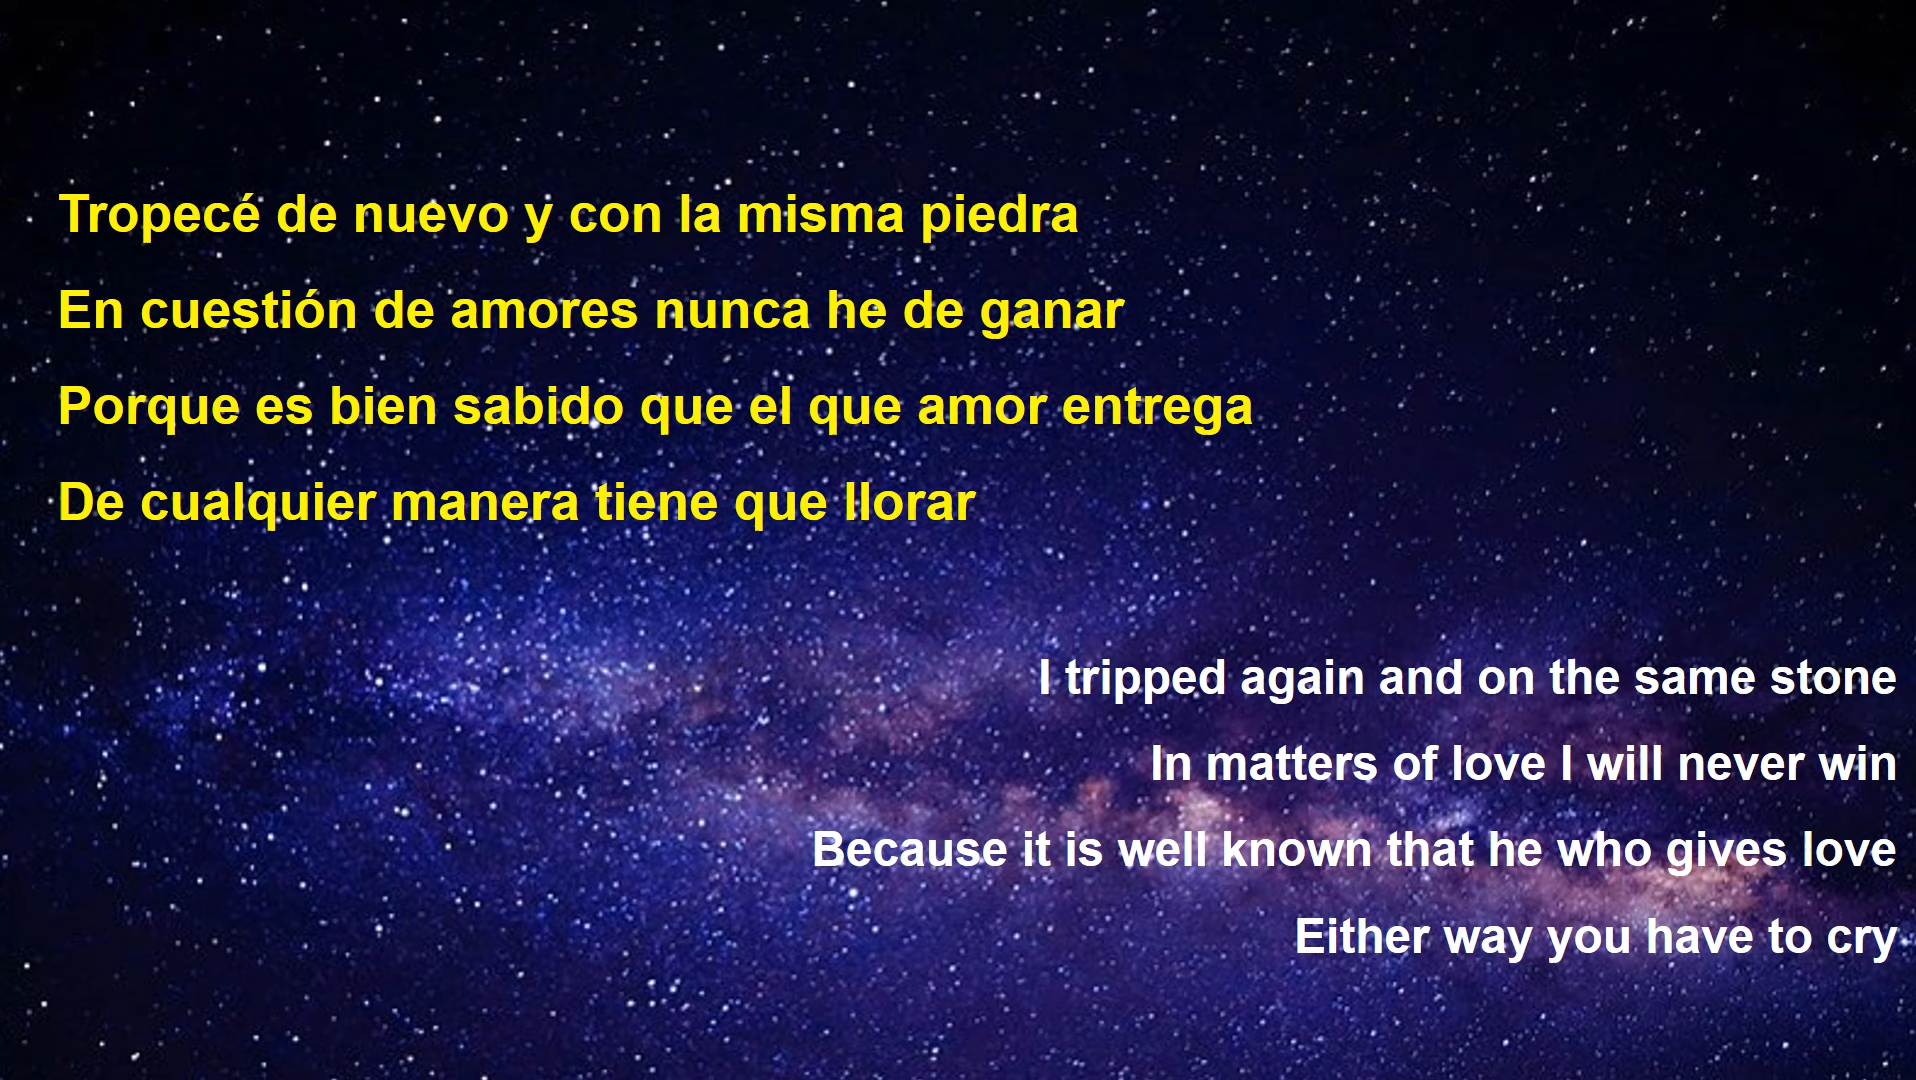 Tropecé de nuevo y con la misma piedra
En cuestión de amores nunca he de ganar
Porque es bien sabido que el que amor entrega
De cualquier manera tiene que llorar
I tripped again and on the same stone
In matters of love I will never win
Because it is well known that he who gives love
Either way you have to cry